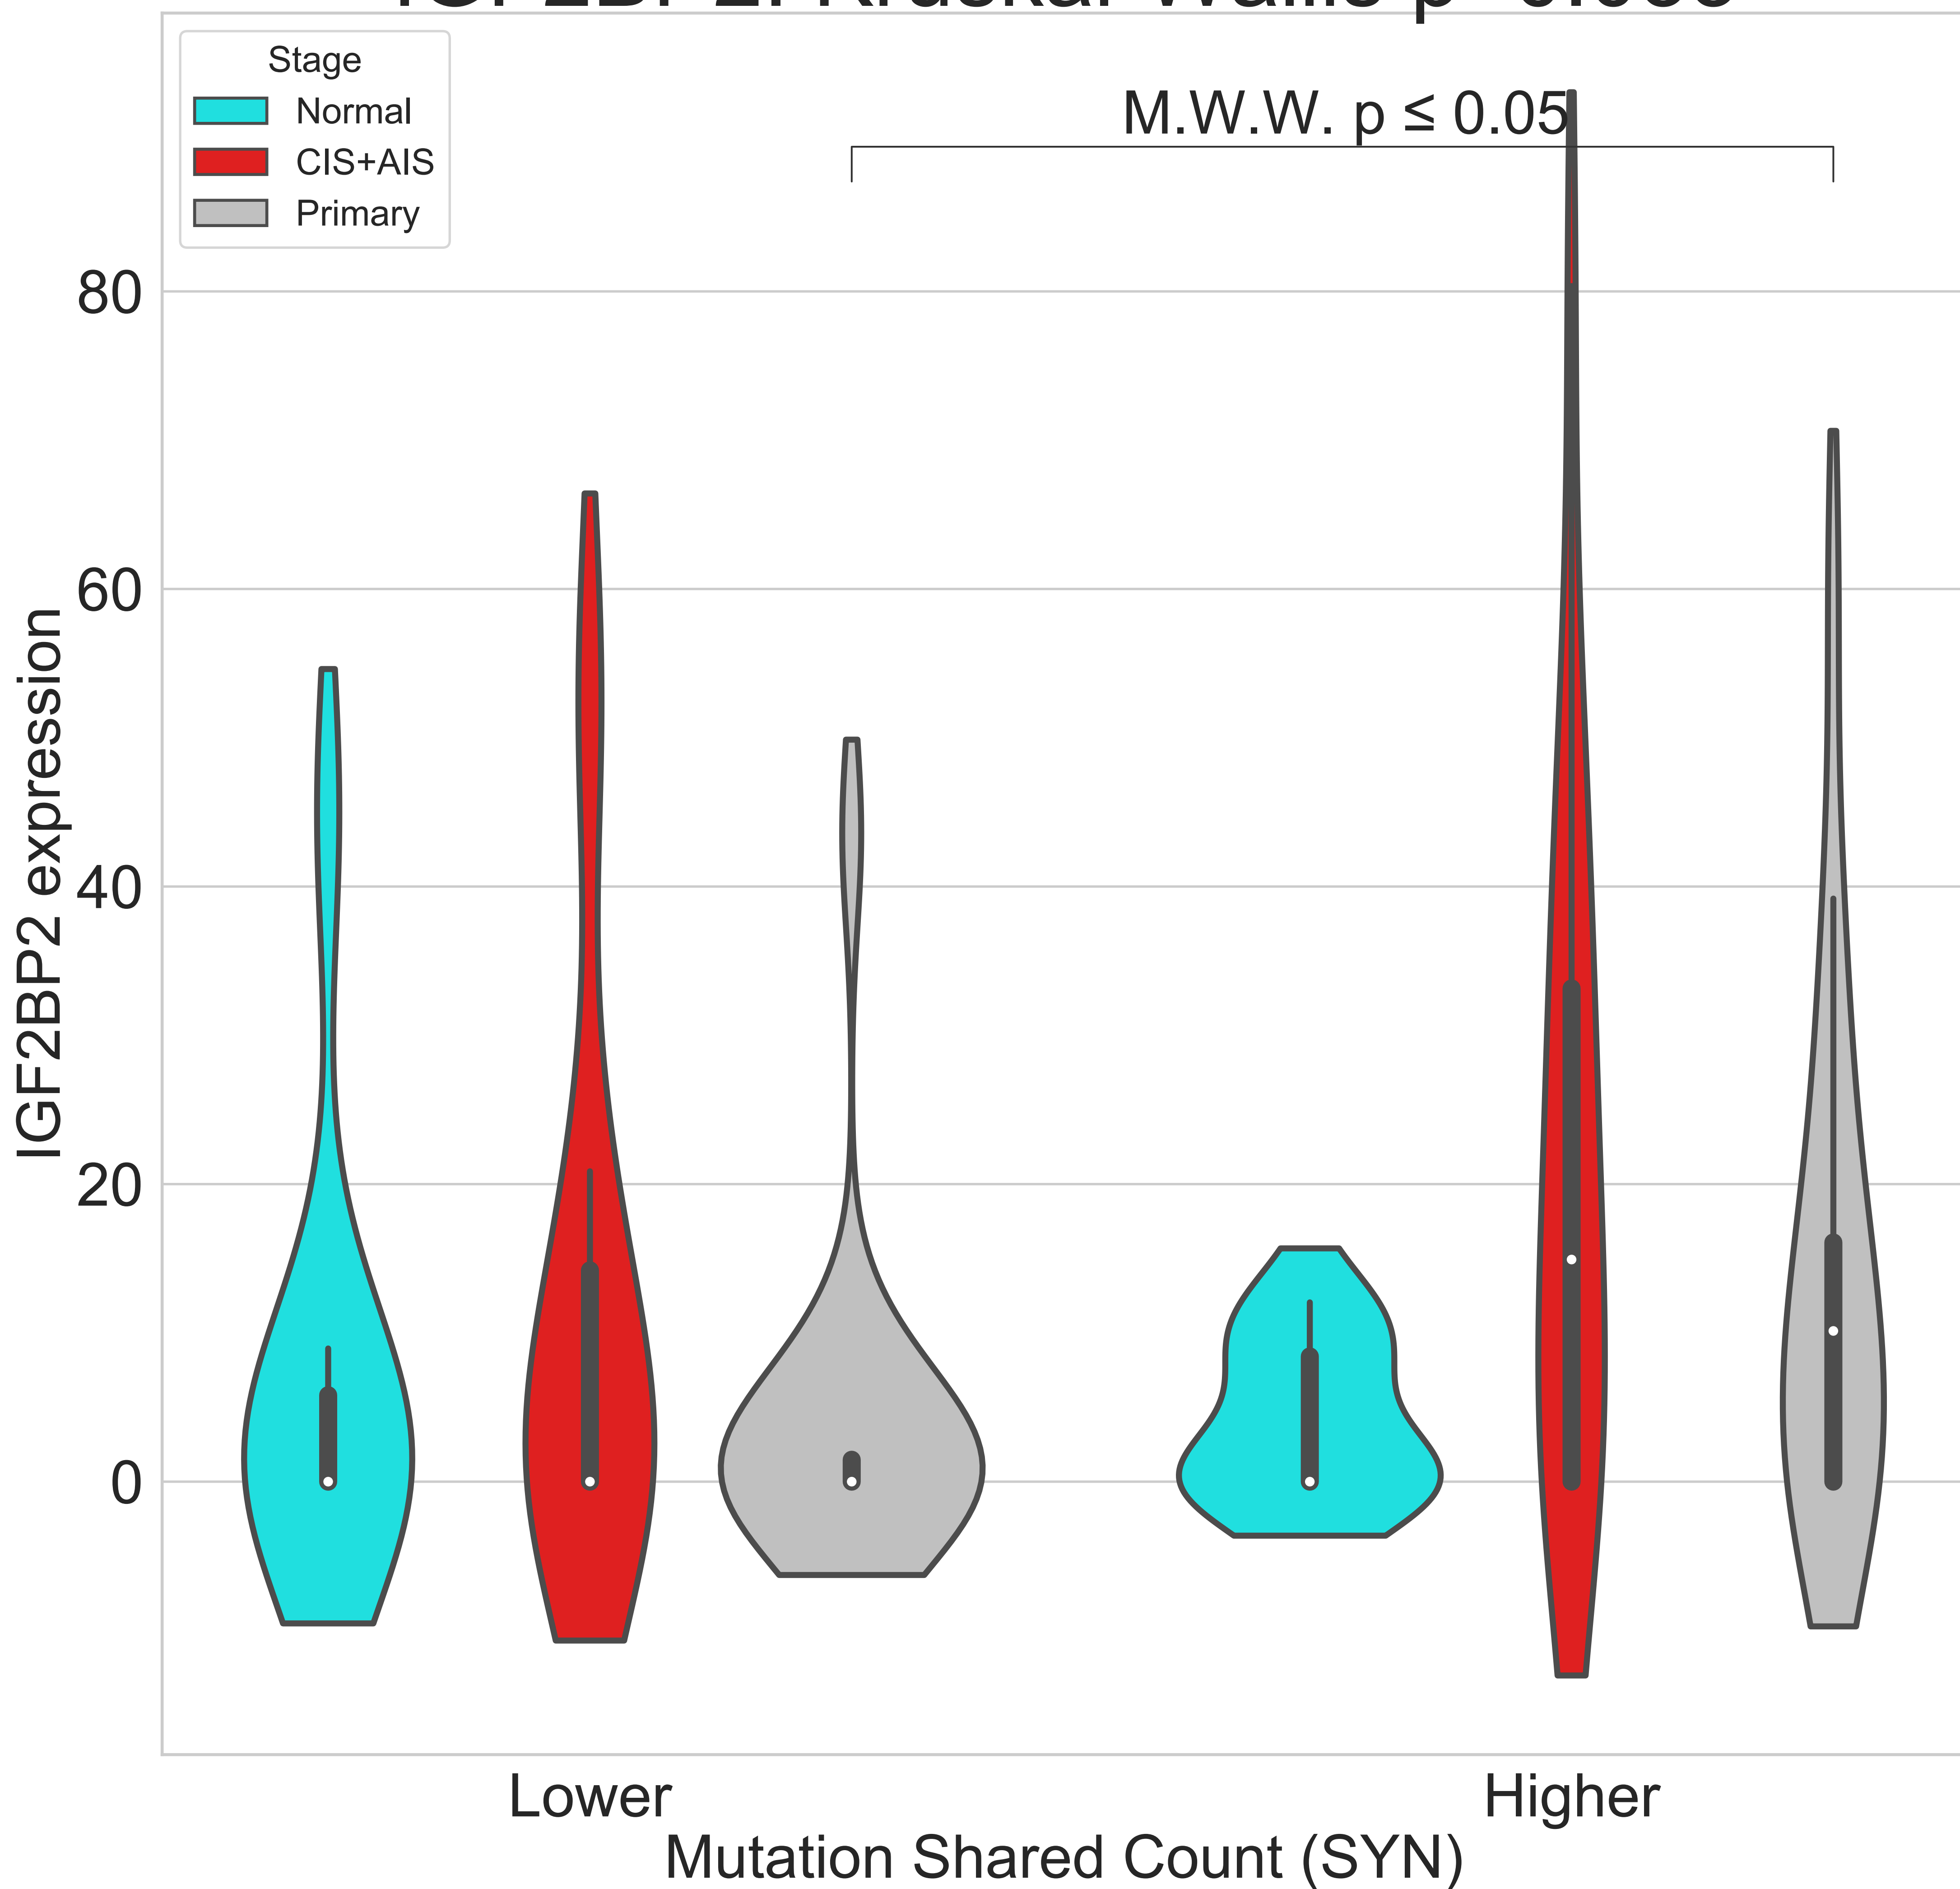 Stage
Normal
CIS+AIS
Primary
M.W.W. p ≤ 0.05
80
60
40
20
0
IGF2BP2 expression
Lower
Higher
Mutation Shared Count (SYN)